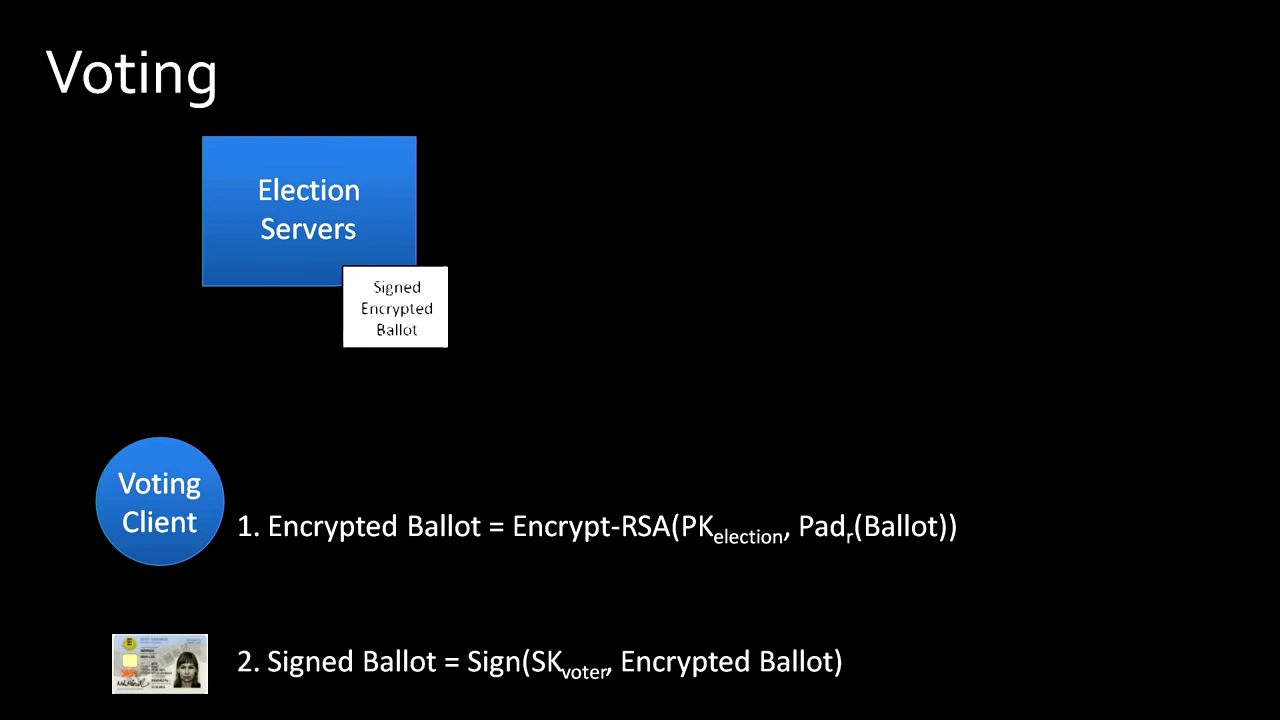 Voting
Election
Servers
Signed
Encrypted
Ballot
Voting
Client
1. Encrypted Ballot = Encrypt-RSA(PKelection, Padr(Ballot))
2. Signed Ballot = Sign(SKvoter, Encrypted Ballot)